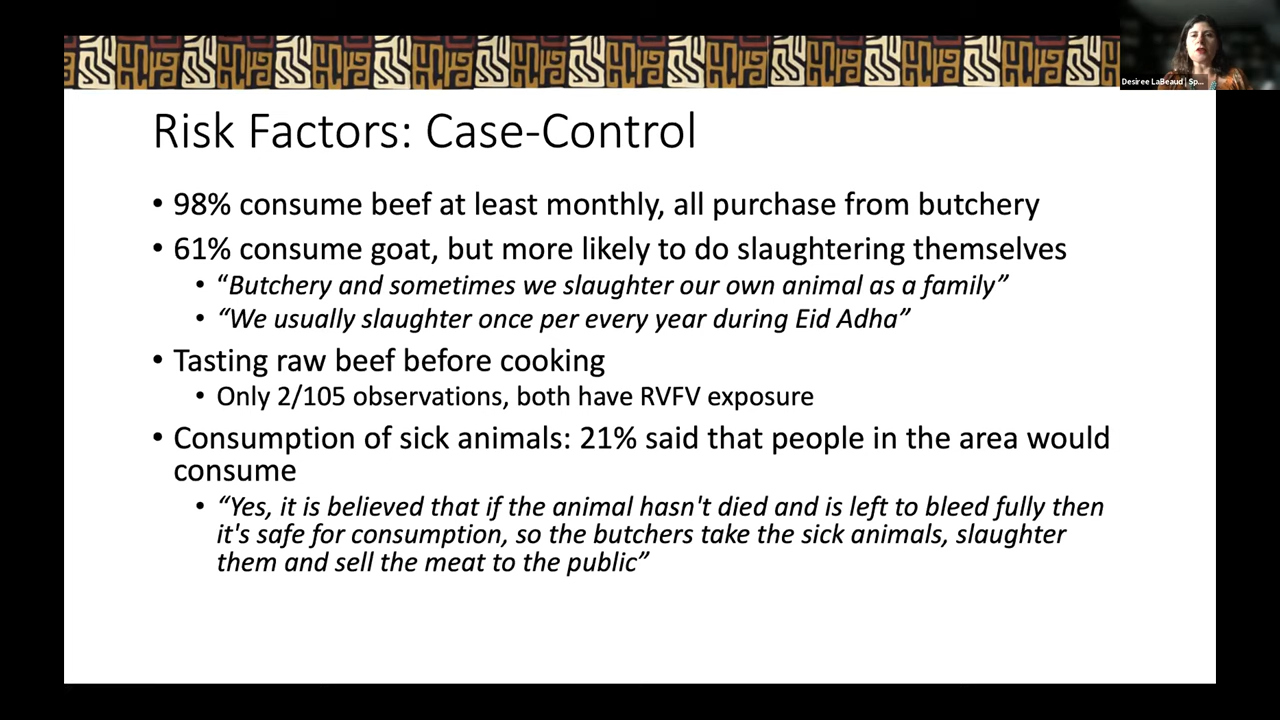 Desiree LaBeaud | Sp...
Risk Factors: Case-Control
• 98% consume beef at least monthly, all purchase from butchery
• 61% consume goat, but more likely to do slaughtering themselves
• “Butchery and sometimes we slaughter our own animal as a family”
• “We usually slaughter once per every year during Eid Adha”
• Tasting raw beef before cooking
• Only 2/105 observations, both have RVFV exposure
• Consumption of sick animals: 21% said that people in the area would
consume
• “Yes, it is believed that if the animal hasn't died and is left to bleed fully then
it's safe for consumption, so the butchers take the sick animals, slaughter
them and sell the meat to the public”